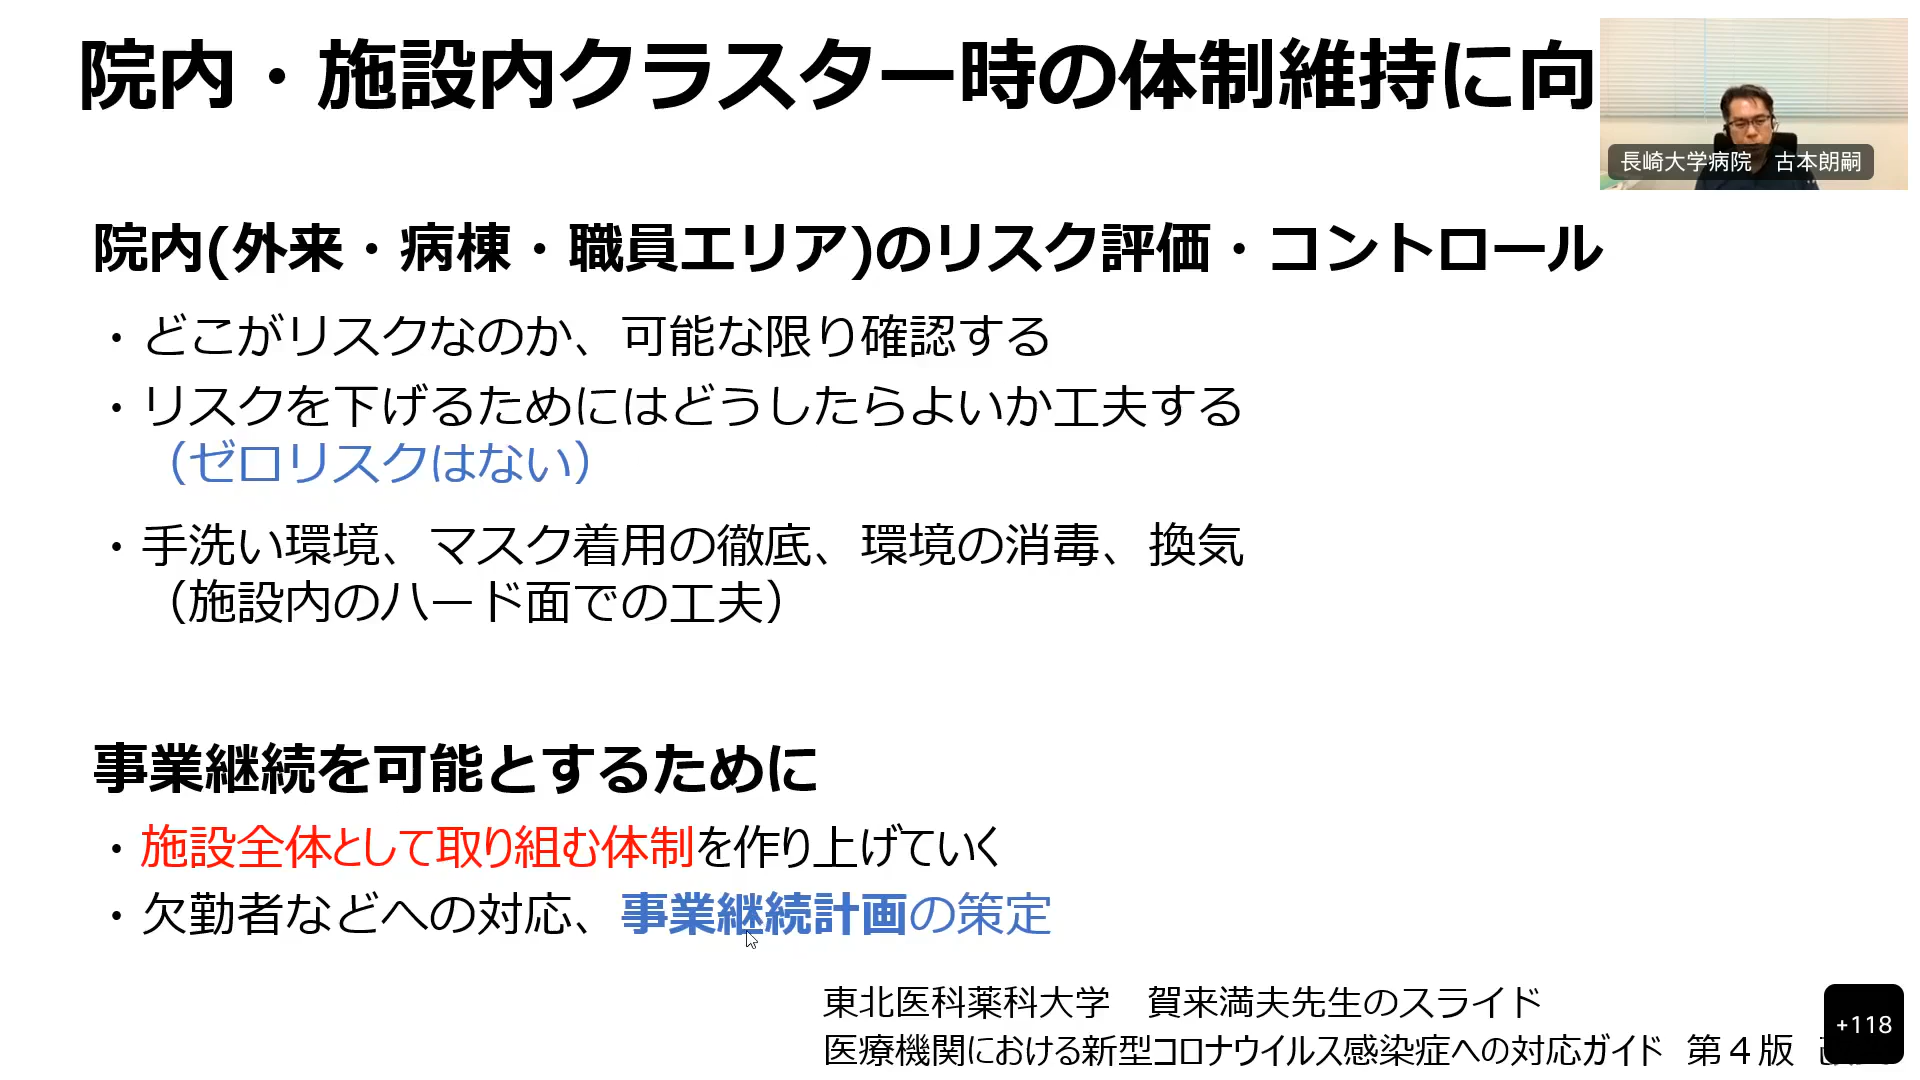 院内・施設内クラスター時の体制維持に向
長崎大学病院　古本朗嗣
院内(外来・病棟・職員エリア)のリスク評価・コントロール
・どこがリスクなのか、可能な限り確認する
・リスクを下げるためにはどうしたらよいか工夫する
（ゼロリスクはない）
・手洗い環境、マスク着用の徹底、環境の消毒、換気
（施設内のハード面での工夫）
事業継続を可能とするために
・施設全体として取り組む体制を作り上げていく
・欠勤者などへの対応、事業継続計画の策定
東北医科薬科大学　賀来満夫先生のスライド
医療機関における新型コロナウイルス感染症への対応ガイド　第４版
+118